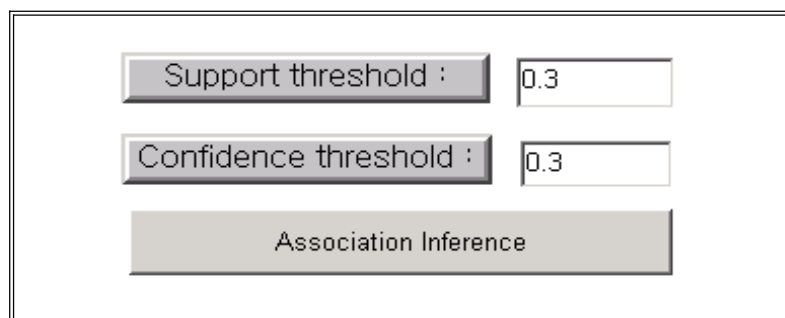 Support threshold : 0.3
Confidence threshold : 0.3
Association Inference